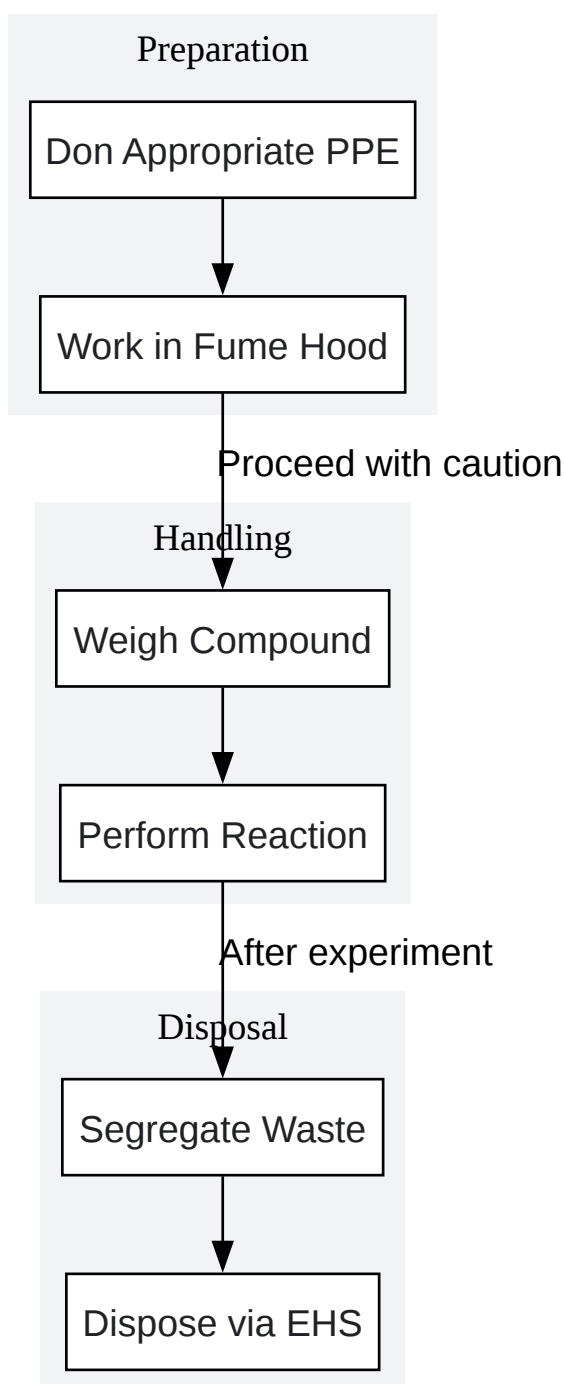 Preparation
Don Appropriate PPE
Work in Fume Hood
Proceed with caution
Handling
Weigh Compound
Perform Reaction
After experiment
Disposal
Segregate Waste
Dispose via EHS